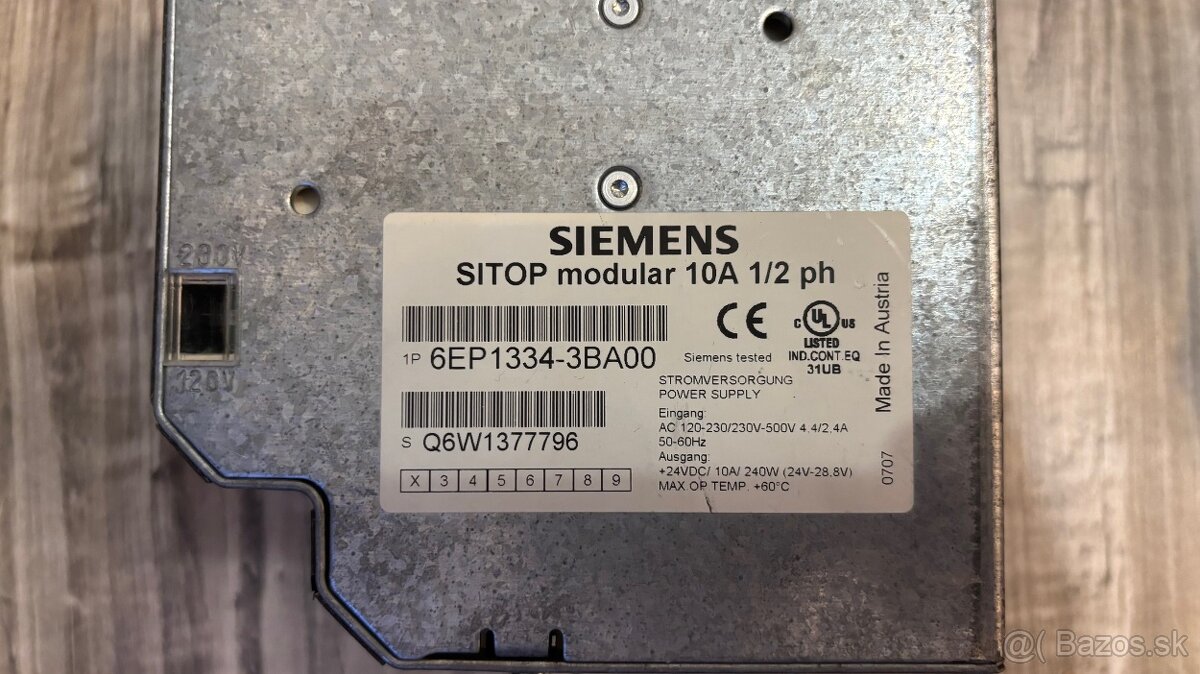 230V
120V
SIEMENS
SITOP modular 10A 1/2 ph
1P 6EP1334-3BA00
S Q6W1377796
X 3 4 5 6 7 8 9
CE
Siemens tested
C UL US
LISTED
IND.CONT.EQ
31UB
STROMVERSORGUNG
POWER SUPPLY
Eingang:
AC 120-230/230V-500V 4.4/2.4A
50-60Hz
Ausgang:
+24VDC/ 10A/ 240W (24V-28.8V)
MAX OP TEMP. +60°C
Made In Austria
0707
@( Bazos.sk